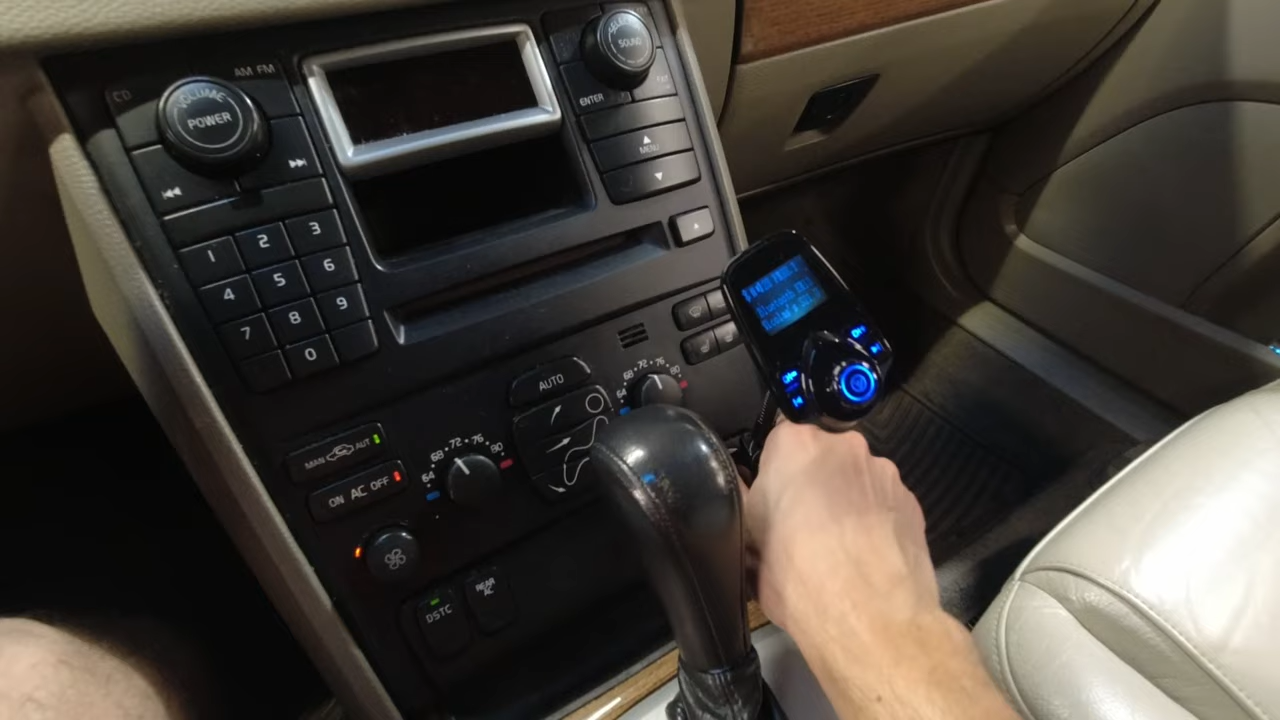 CD
AM FM
VOLUME
POWER
SOUND
ENTER
MENU
1 2 3
4 5 6
7 8 9
0
AUTO
64 68 72 76 80
MAN AUT
ON AC OFF
64 68 72 76 80
DSTC
REAR AC
Bluetooth